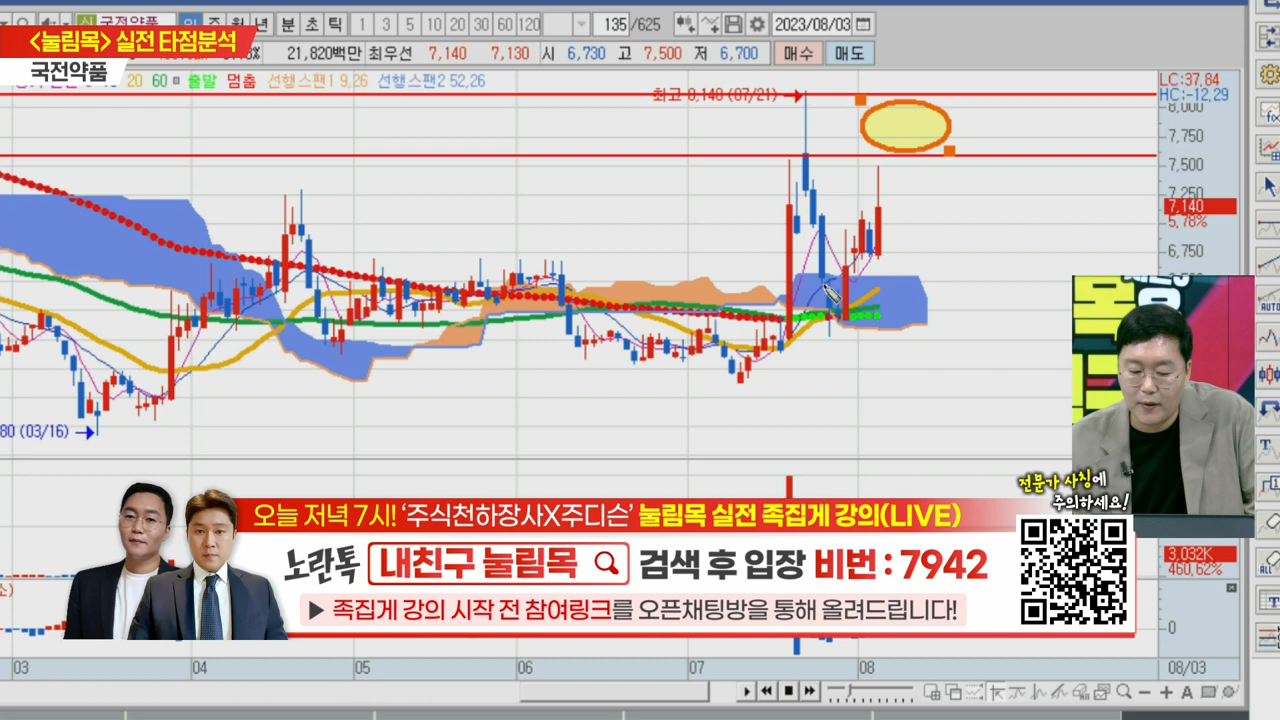 <눌림목> 실전 타점분석
국전약품
국전약품
년 분 초 틱 1 3 5 10 20 30 60 120
135 /625
2023/08/03
21,820백만 최우선 7,140 7,130 시 6,730 고 7,500 저 6,700 매수 매도
20 60 출발 멈춤 선행스팬1 9,26 선행스팬2 52,26
LC:37,84
HC:-12,29
최고 8,140 (07/21)
8,000
7,750
7,500
7,250
7,140
5,78%
6,750
80 (03/16)
AUTO
전문가 사칭에
주의하세요!
오늘 저녁 7시! '주식천하장사X주디슨' 눌림목 실전 족집게 강의(LIVE)
노란톡 내친구 눌림목 검색 후 입장 비번 : 7942
▶ 족집게 강의 시작 전 참여링크를 오픈채팅방을 통해 올려드립니다!
3,032K
460,62%
ALL
0
03 04 05 06 07 08 08/03